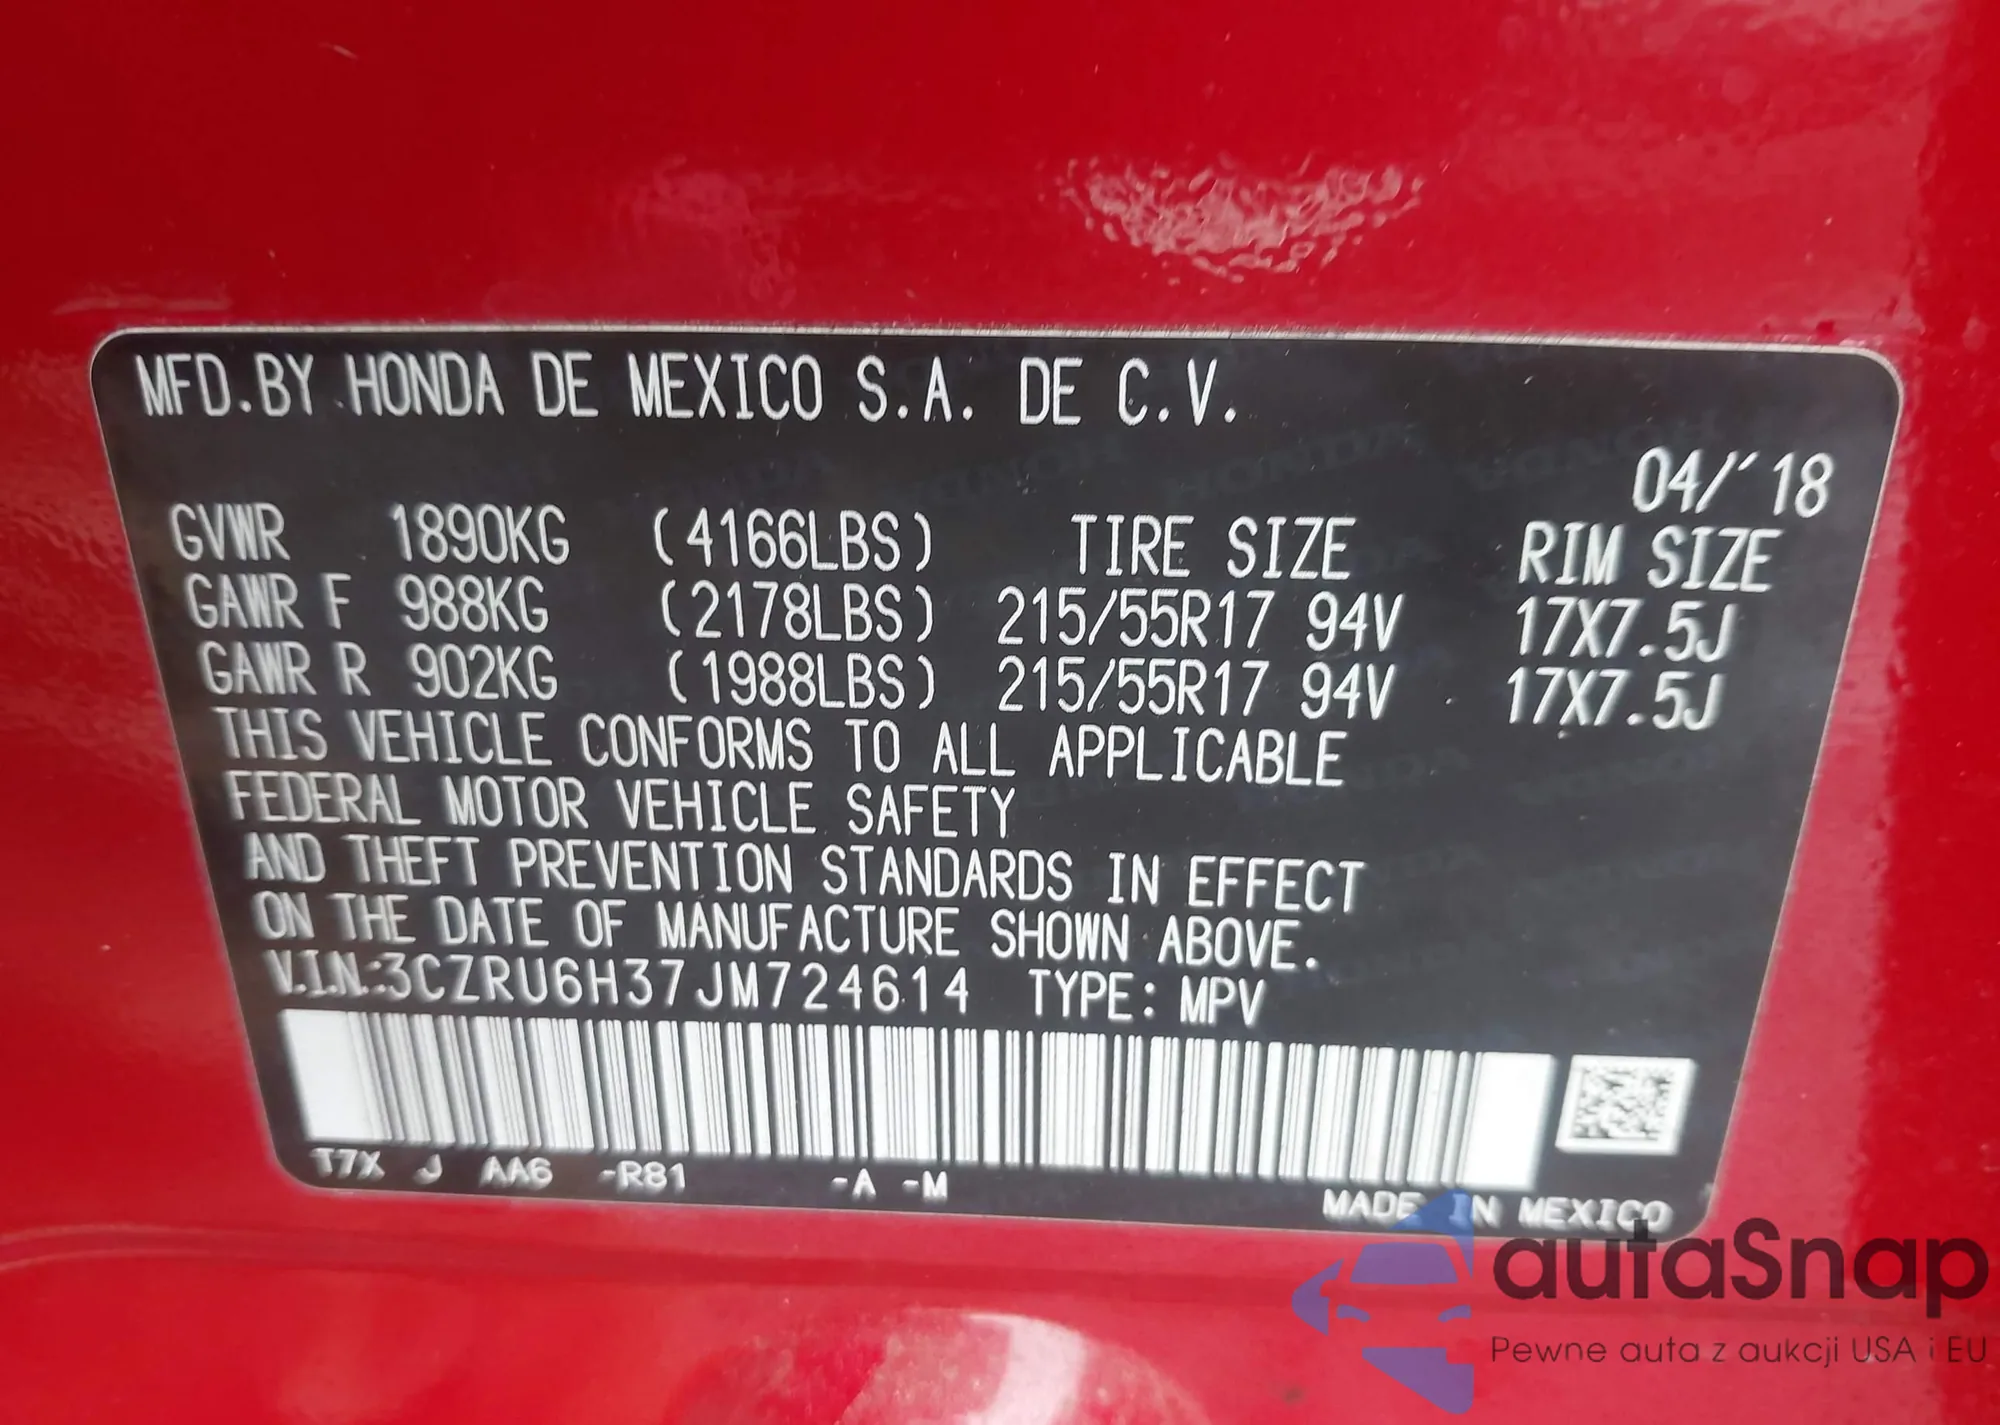 MFD.BY HONDA DE MEXICO S.A. DE C.V.
04/'18
GVWR 1890KG (4166LBS) TIRE SIZE RIM SIZE
GAWR F 988KG (2178LBS) 215/55R17 94V 17X7.5J
GAWR R 902KG (1988LBS) 215/55R17 94V 17X7.5J
THIS VEHICLE CONFORMS TO ALL APPLICABLE
FEDERAL MOTOR VEHICLE SAFETY
AND THEFT PREVENTION STANDARDS IN EFFECT
ON THE DATE OF MANUFACTURE SHOWN ABOVE.
V.I.N:3CZRU6H37JM724614 TYPE: MPV
T7X J AA6 -R81 -A -M
MADE IN MEXICO
autaSnap
Pewne auta z aukcji USA i EU